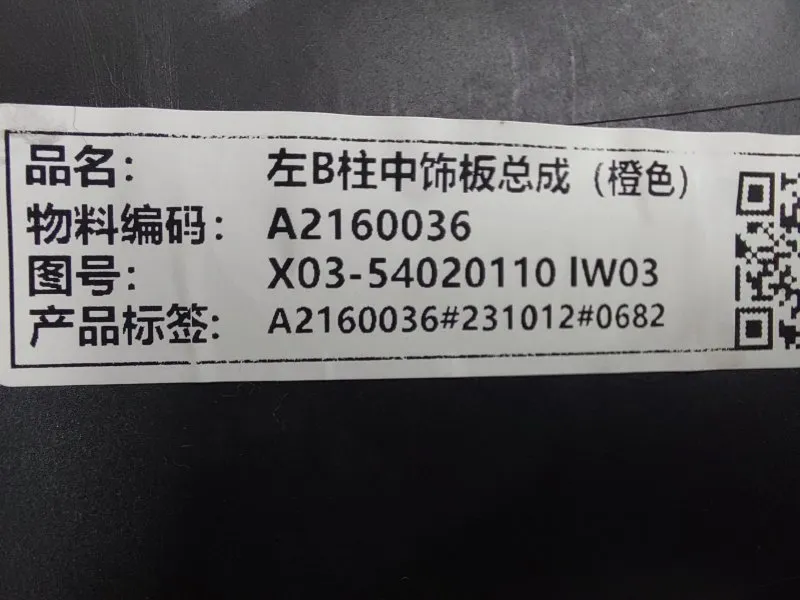 品名： 左B柱中饰板总成（橙色）
物料编码： A2160036
图号： X03-54020110 IW03
产品标签: A2160036#231012#0682